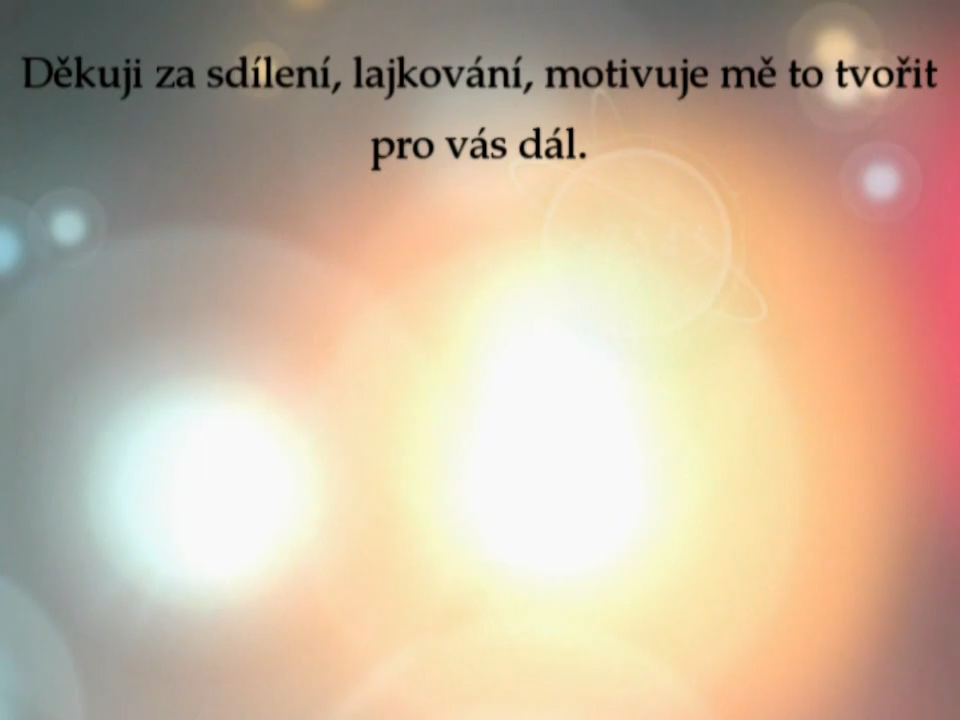 Děkuji za sdílení, lajkování, motivuje mě to tvořit
pro vás dál.